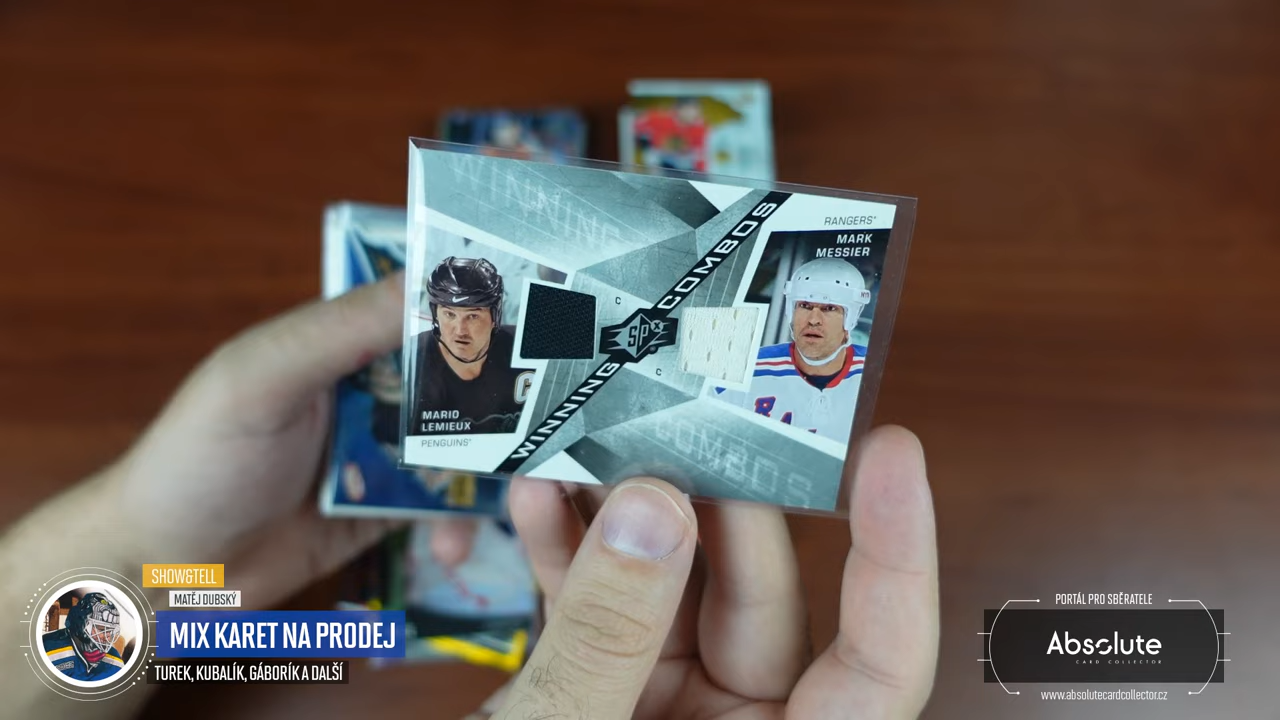 WINNING
COMBOS
RANGERS
MARK
MESSIER
C
SPX
C
MARIO
LEMIEUX
PENGUINS
WINNING
COMBOS
SHOW&TELL
MATĚJ DUBSKÝ
MIX KARET NA PRODEJ
TUREK, KUBALÍK, GÁBORÍK A DALŠÍ
PORTÁL PRO SBĚRATELE
Absolute
CARD COLLECTOR
www.absolutecardcollector.cz